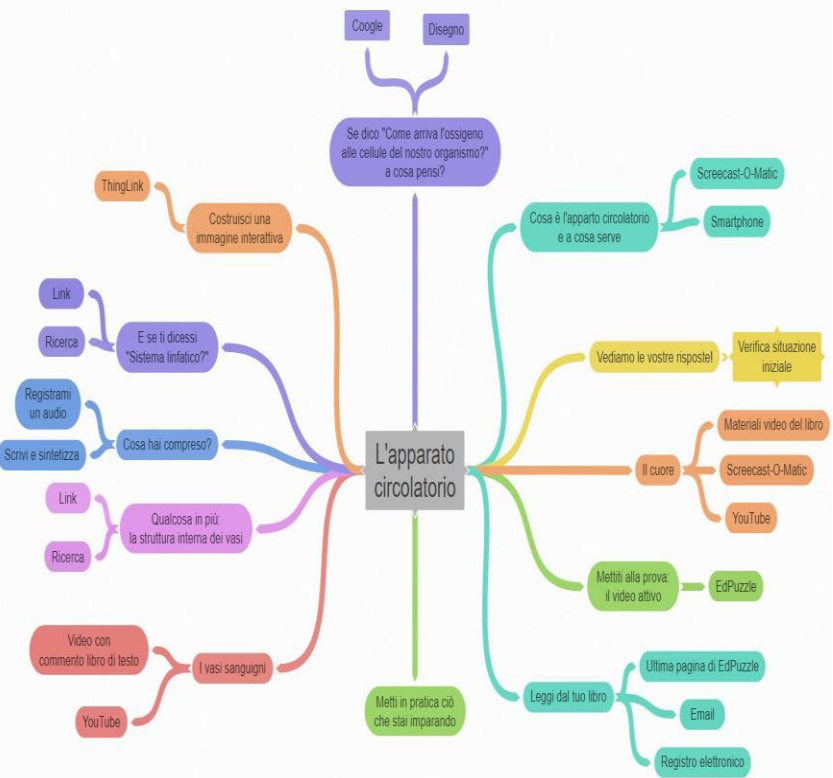 Coogle
Disegno
Se dico "Come arriva l'ossigeno
alle cellule del nostro organismo?"
a cosa pensi?
ThingLink
Costruisci una
immagine interattiva
Screecast-O-Matic
Cosa è l'apparto circolatorio
e a cosa serve
Smartphone
Link
Ricerca
E se ti dicessi
"Sistema linfatico?"
Vediamo le vostre risposte!
Verifica situazione
iniziale
Registrami
un audio
Scrivi e sintetizza
Cosa hai compreso?
L'apparato
circolatorio
Il cuore
Materiali video del libro
Screecast-O-Matic
YouTube
Link
Ricerca
Qualcosa in più:
la struttura interna dei vasi
Mettiti alla prova:
il video attivo
EdPuzzle
Video con
commento libro di testo
YouTube
I vasi sanguigni
Metti in pratica ciò
che stai imparando
Leggi dal tuo libro
Ultima pagina di EdPuzzle
Email
Registro elettronico